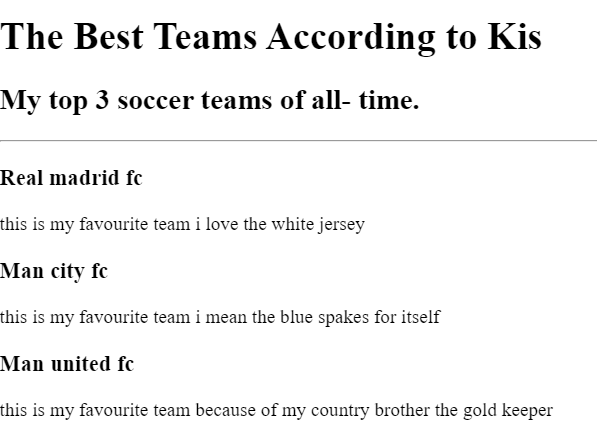 The Best Teams According to Kis
My top 3 soccer teams of all- time.
Real madrid fc
this is my favourite team i love the white jersey
Man city fc
this is my favourite team i mean the blue spakes for itself
Man united fc
this is my favourite team because of my country brother the gold keeper